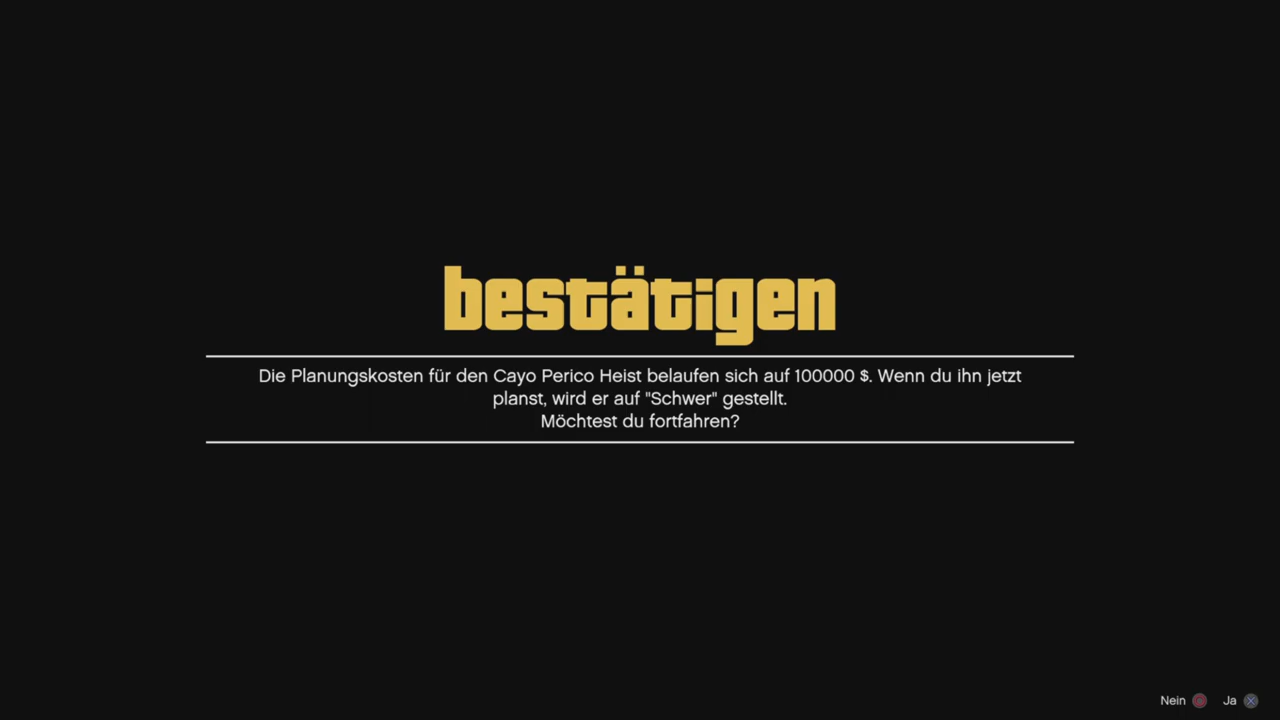 bestätigen
Die Planungskosten für den Cayo Perico Heist belaufen sich auf 100000 $. Wenn du ihn jetzt
planst, wird er auf "Schwer" gestellt.
Möchtest du fortfahren?
Nein Ja